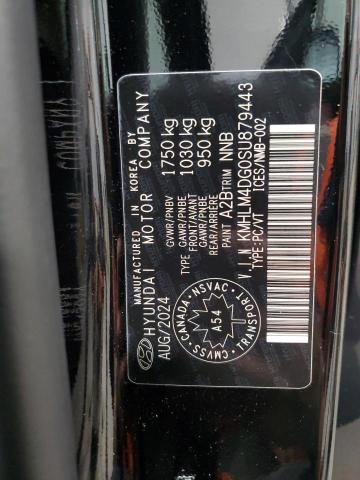 MANUFACTURED IN KOREA BY
HYUNDAI MOTOR COMPANY
AUG/2024
GVWR/PNBV 1750 kg
TYPE: GAWR/PNBE FRONT/AVANT 1030 kg
GAWR/PNBE REAR/ARRIERE 950 kg
PAINT A2B TRIM NNB
V.I.N: KMHLM4DG0SU879443
TYPE:PC/VT ICES/NMB-002
CANADA · NSVAC · TRANSPORT · CMVSS
A54